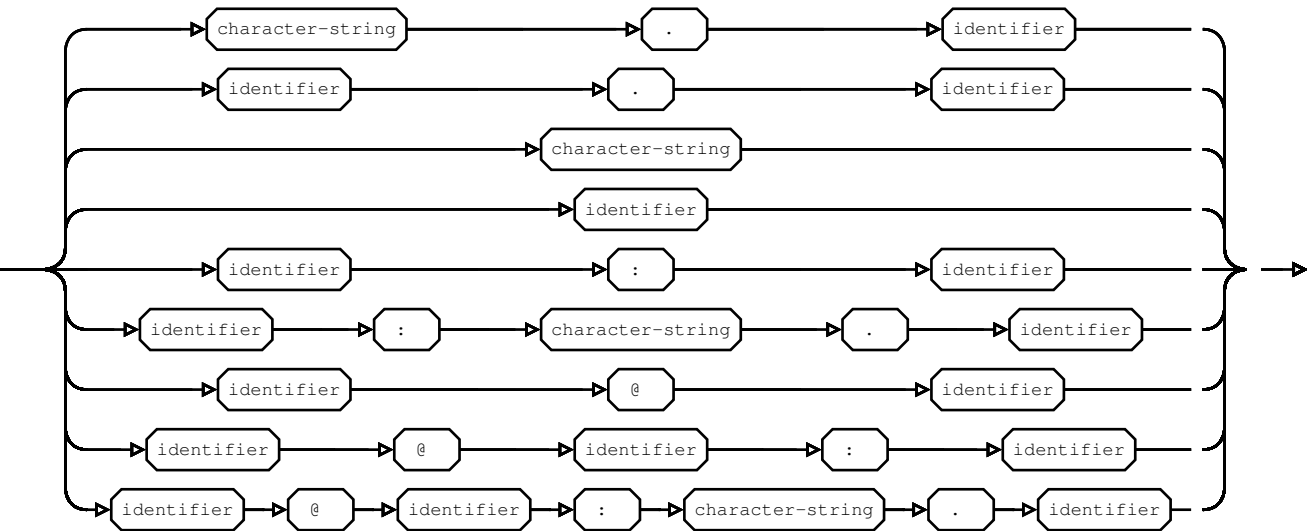 character-string . identifier
identifier . identifier
character-string
identifier
identifier : identifier
identifier : character-string . identifier
identifier @ identifier
identifier @ identifier : identifier
identifier @ identifier : character-string . identifier